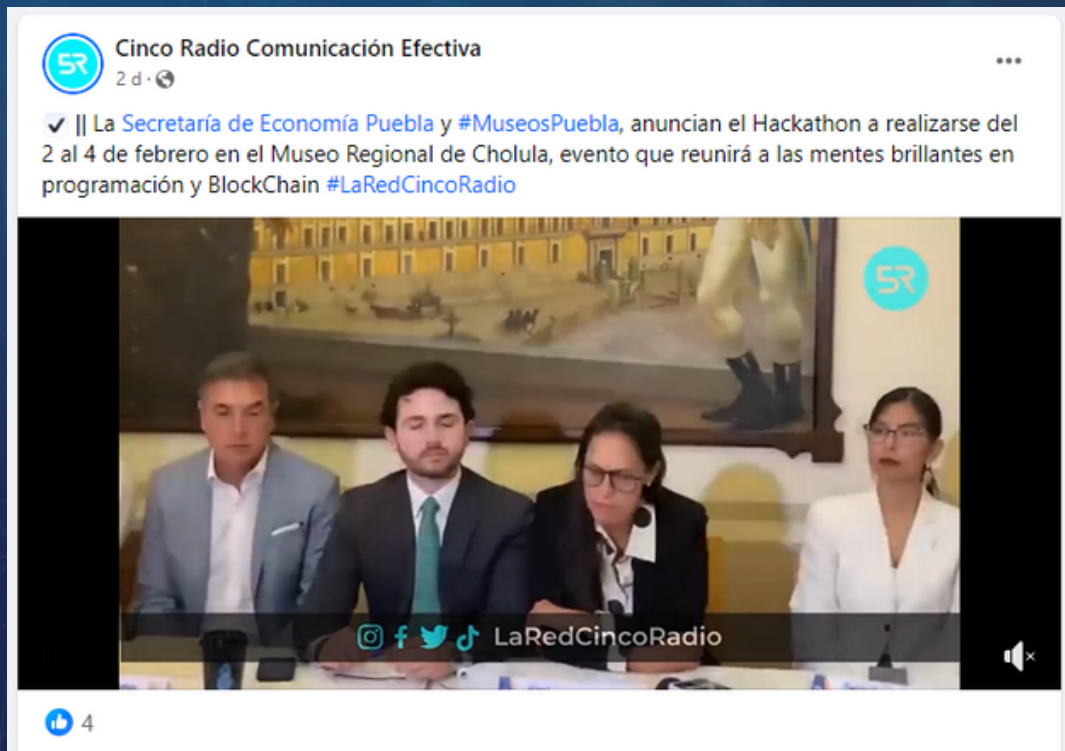 Cinco Radio Comunicación Efectiva
2 d ·
|| La Secretaría de Economía Puebla y #MuseosPuebla, anuncian el Hackathon a realizarse del
2 al 4 de febrero en el Museo Regional de Cholula, evento que reunirá a las mentes brillantes en
programación y BlockChain #LaRedCincoRadio
5R
LaRedCincoRadio
4